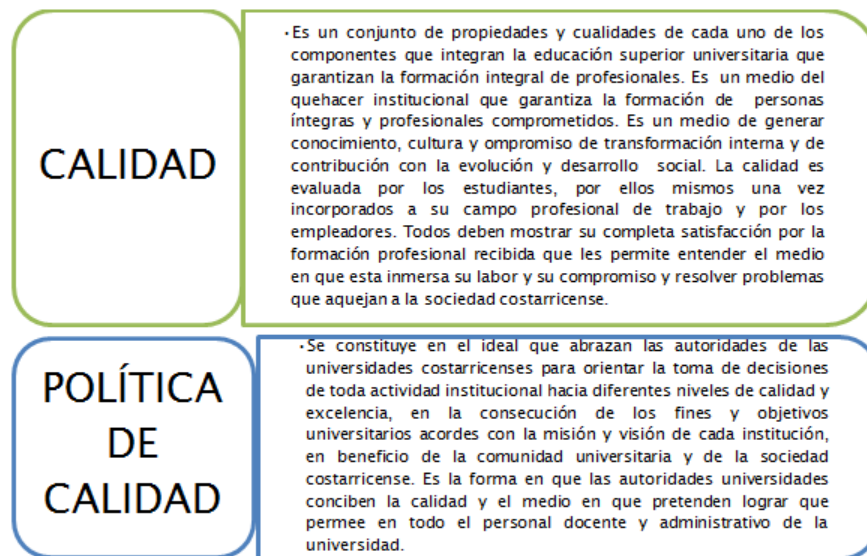 CALIDAD
·Es un conjunto de propiedades y cualidades de cada uno de los
componentes que integran la educación superior universitaria que
garantizan la formación integral de profesionales. Es un medio del
quehacer institucional que garantiza la formación de personas
íntegras y profesionales comprometidos. Es un medio de generar
conocimiento, cultura y ompromiso de transformación interna y de
contribución con la evolución y desarrollo social. La calidad es
evaluada por los estudiantes, por ellos mismos una vez
incorporados a su campo profesional de trabajo y por los
empleadores. Todos deben mostrar su completa satisfacción por la
formación profesional recibida que les permite entender el medio
en que esta inmersa su labor y su compromiso y resolver problemas
que aquejan a la sociedad costarricense.
POLÍTICA
DE
CALIDAD
·Se constituye en el ideal que abrazan las autoridades de las
universidades costarricenses para orientar la toma de decisiones
de toda actividad institucional hacia diferentes niveles de calidad y
excelencia, en la consecución de los fines y objetivos
universitarios acordes con la misión y visión de cada institución,
en beneficio de la comunidad universitaria y de la sociedad
costarricense. Es la forma en que las autoridades universidades
conciben la calidad y el medio en que pretenden lograr que
permee en todo el personal docente y administrativo de la
universidad.